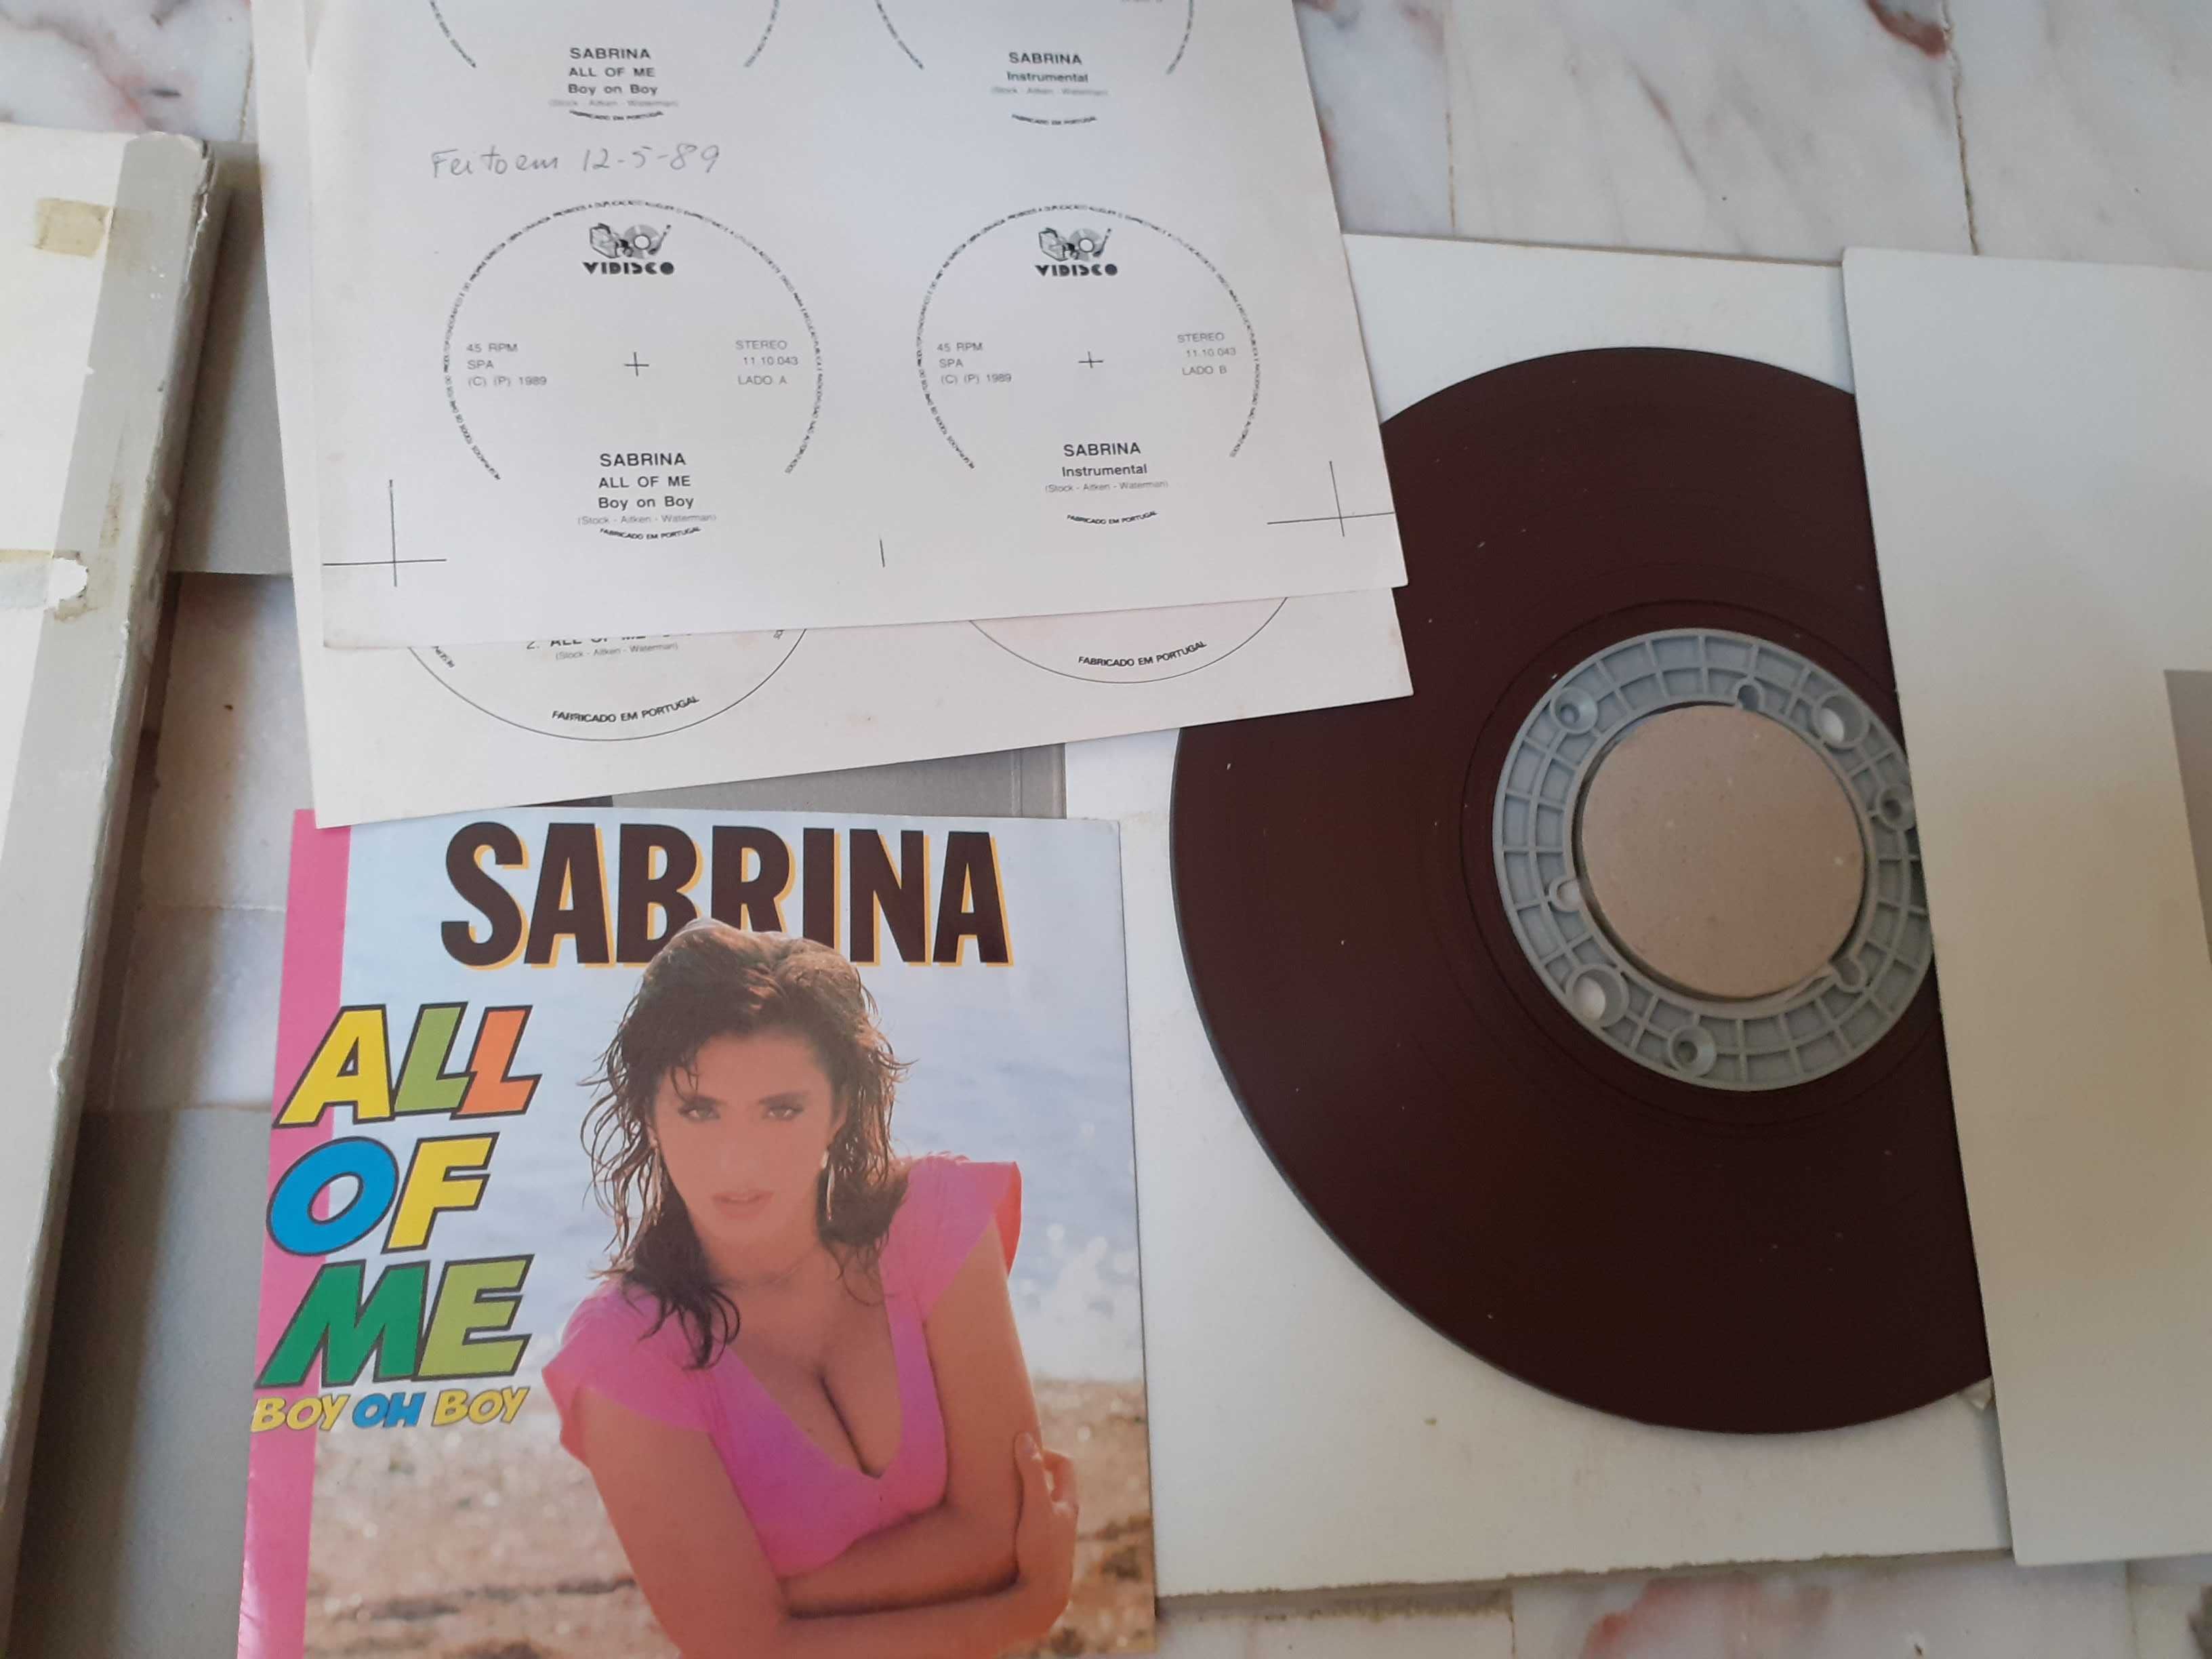 SABRINA
ALL OF ME
Boy on Boy
(Stock - Aitken - Waterman)
FABRICADO EM PORTUGAL
SABRINA
Instrumental
(Stock - Aitken - Waterman)
FABRICADO EM PORTUGAL
Feito em 12-5-89
VIDISCO
45 RPM
SPA
(C) (P) 1989
STEREO
11.10.043
LADO A
SABRINA
ALL OF ME
Boy on Boy
(Stock - Aitken - Waterman)
FABRICADO EM PORTUGAL
VIDISCO
45 RPM
SPA
(C) (P) 1989
STEREO
11.10.043
LADO B
SABRINA
Instrumental
(Stock - Aitken - Waterman)
FABRICADO EM PORTUGAL
2. ALL OF ME
(Stock - Aitken - Waterman)
FABRICADO EM PORTUGAL
FABRICADO EM PORTUGAL
SABRINA
ALL
OF
ME
BOY OH BOY